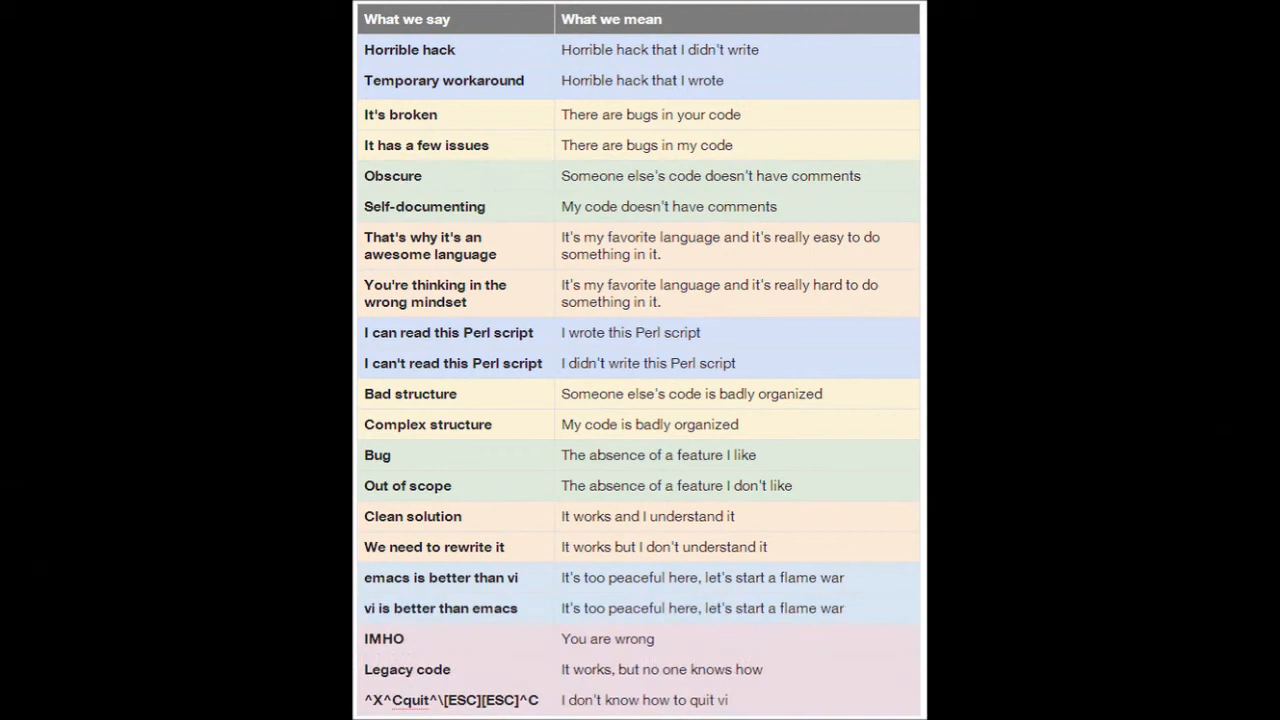 What we say What we mean
Horrible hack Horrible hack that I didn't write
Temporary workaround Horrible hack that I wrote
It's broken There are bugs in your code
It has a few issues There are bugs in my code
Obscure Someone else's code doesn't have comments
Self-documenting My code doesn't have comments
That's why it's an It's my favorite language and it's really easy to do
awesome language something in it.
You're thinking in the It's my favorite language and it's really hard to do
wrong mindset something in it.
I can read this Perl script I wrote this Perl script
I can't read this Perl script I didn't write this Perl script
Bad structure Someone else's code is badly organized
Complex structure My code is badly organized
Bug The absence of a feature I like
Out of scope The absence of a feature I don't like
Clean solution It works and I understand it
We need to rewrite it It works but I don't understand it
emacs is better than vi It's too peaceful here, let's start a flame war
vi is better than emacs It's too peaceful here, let's start a flame war
IMHO You are wrong
Legacy code It works, but no one knows how
^X^Cquit^\[ESC][ESC]^C I don't know how to quit vi